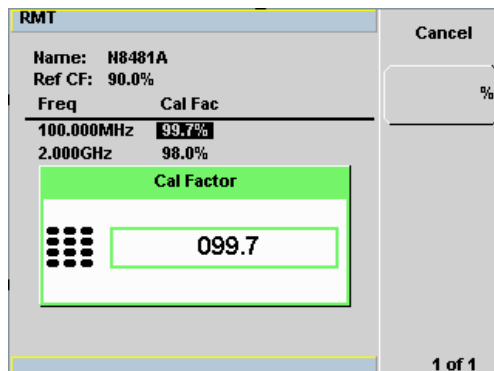 RMT
Cancel
Name: N8481A
Ref CF: 90.0%
%
Freq Cal Fac
100.000MHz 99.7%
2.000GHz 98.0%
Cal Factor
099.7
1 of 1